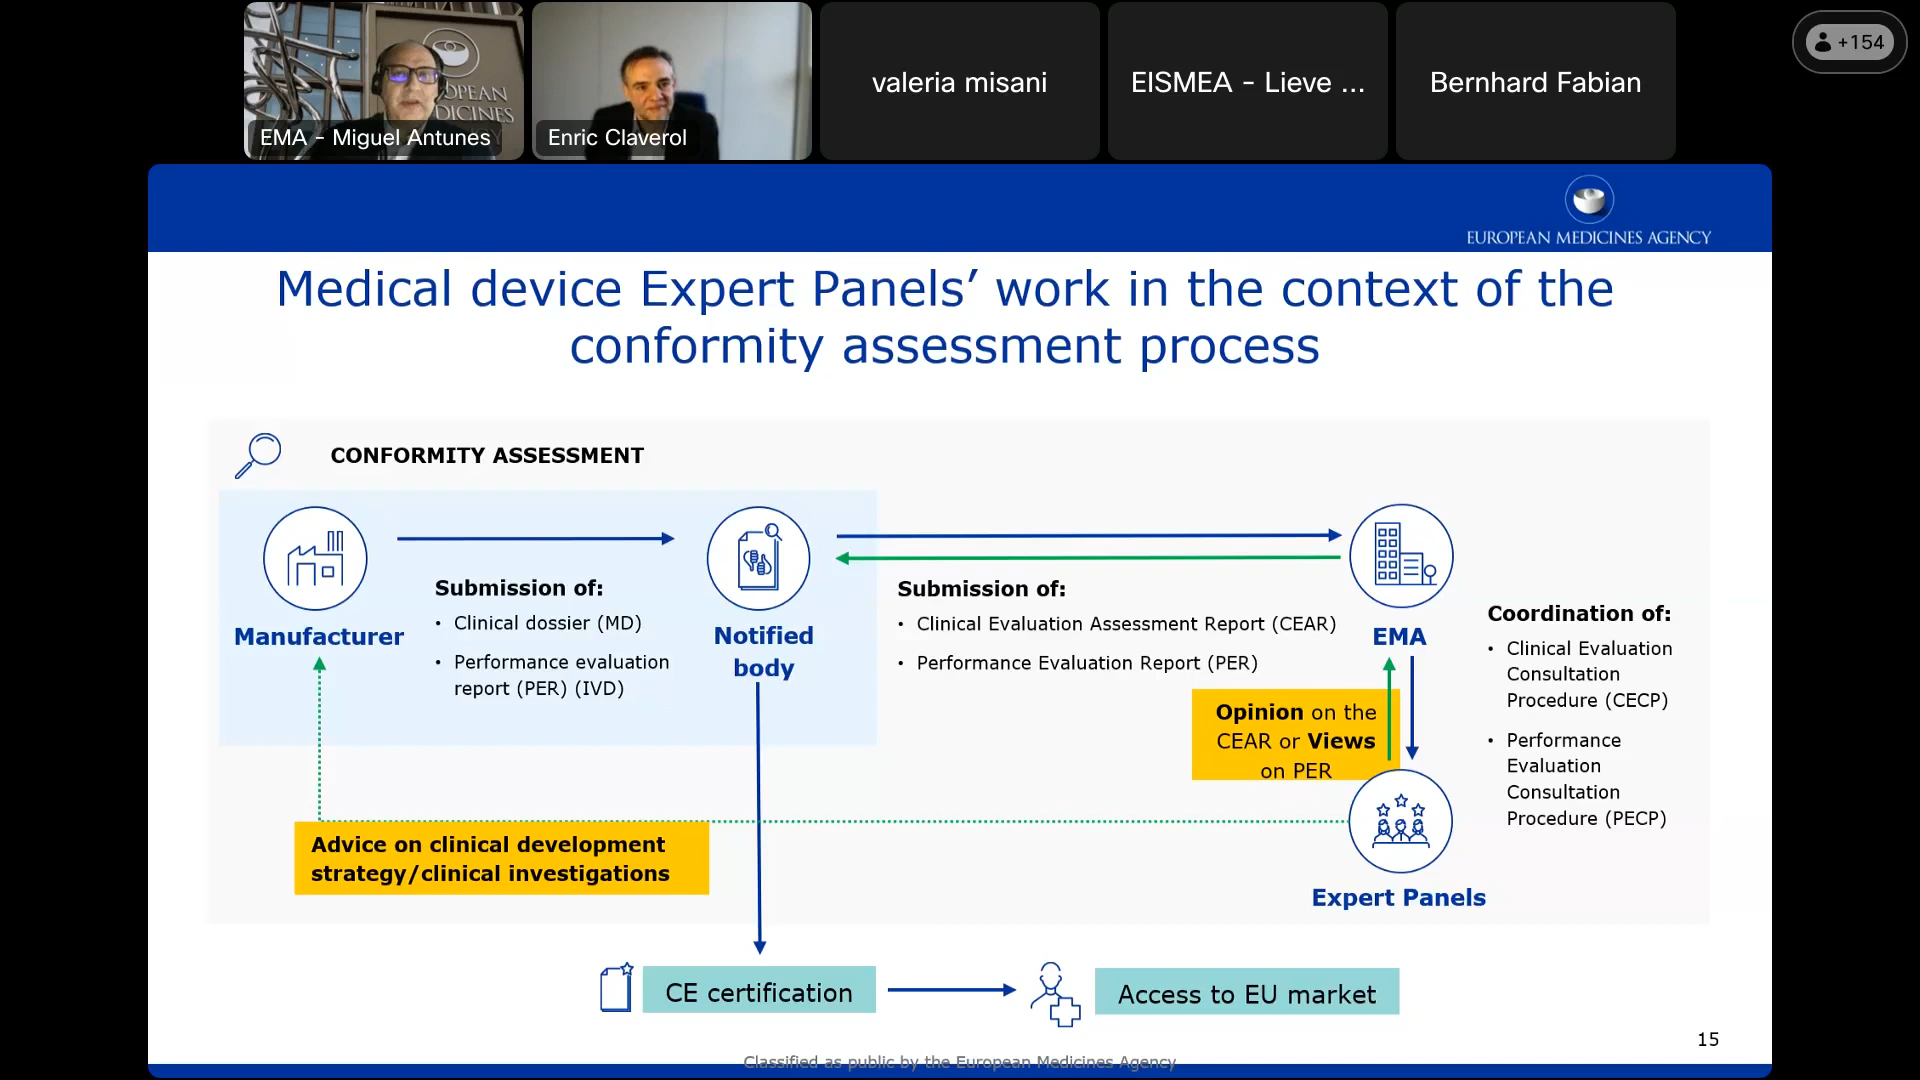 +154
EMA - Miguel Antunes
Enric Claverol
valeria misani
EISMEA - Lieve ...
Bernhard Fabian
EUROPEAN MEDICINES AGENCY
Medical device Expert Panels’ work in the context of the
conformity assessment process
CONFORMITY ASSESSMENT
Manufacturer
Submission of:
• Clinical dossier (MD)
• Performance evaluation
report (PER) (IVD)
Notified
body
Submission of:
• Clinical Evaluation Assessment Report (CEAR)
• Performance Evaluation Report (PER)
EMA
Coordination of:
• Clinical Evaluation
Consultation
Procedure (CECP)
• Performance
Evaluation
Consultation
Procedure (PECP)
Opinion on the
CEAR or Views
on PER
Advice on clinical development
strategy/clinical investigations
Expert Panels
CE certification
Access to EU market
15
Classified as public by the European Medicines Agency